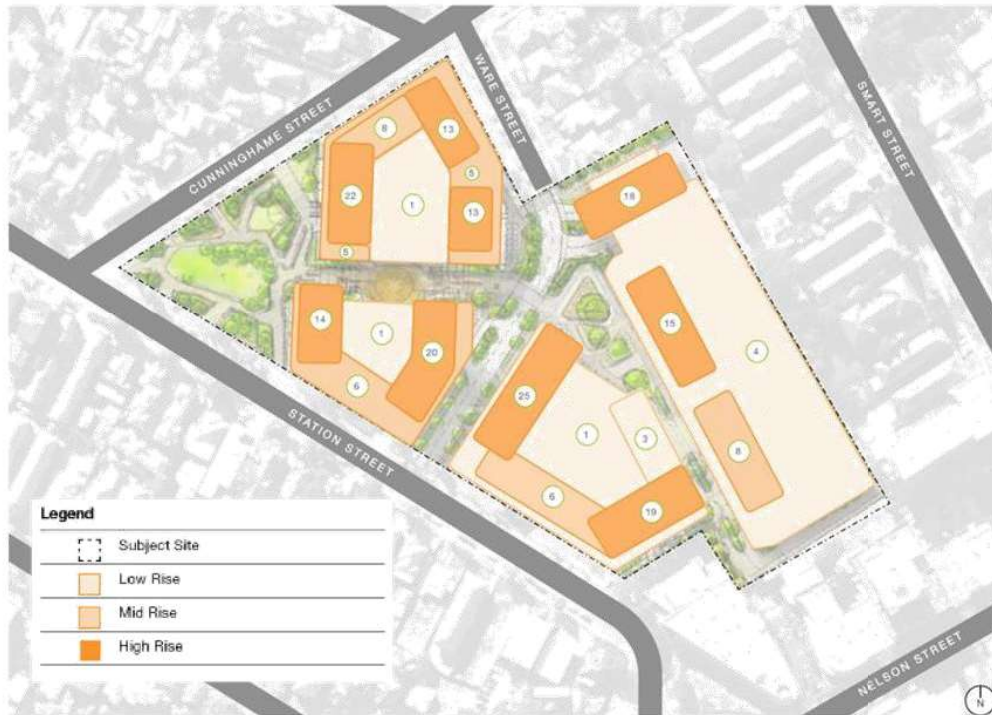 CUNNINGHAME STREET
WARE STREET
SMART STREET
8
13
5
22
1
13
5
18
14
1
20
15
4
6
25
1
3
8
6
19
STATION STREET
NELSON STREET
Legend
Subject Site
Low Rise
Mid Rise
High Rise
N